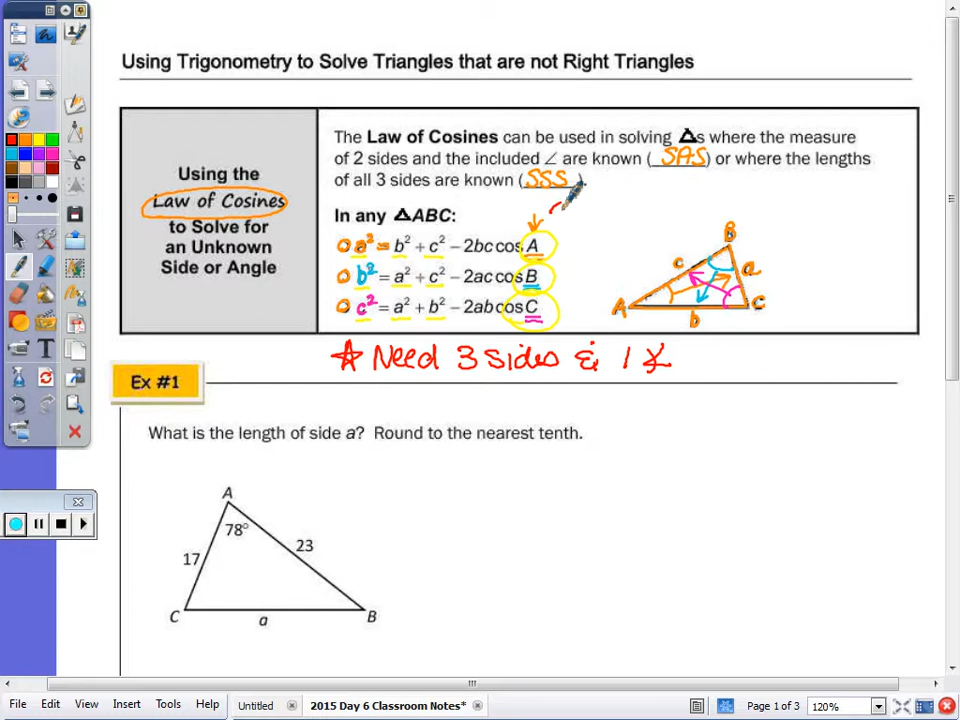 Using Trigonometry to Solve Triangles that are not Right Triangles
Using the
Law of Cosines
to Solve for
an Unknown
Side or Angle
The Law of Cosines can be used in solving Δs where the measure
of 2 sides and the included ∠ are known ( SAS ) or where the lengths
of all 3 sides are known ( SSS ).
In any ΔABC:
a² = b² + c² − 2bc cos A
b² = a² + c² − 2ac cos B
c² = a² + b² − 2ab cos C
B
c
a
A
C
b
☆ Need 3 sides & 1 ∡
Ex #1
What is the length of side a? Round to the nearest tenth.
A
78°
17
23
C
B
a
File Edit View Insert Tools Help
Untitled
2015 Day 6 Classroom Notes*
Page 1 of 3
120%